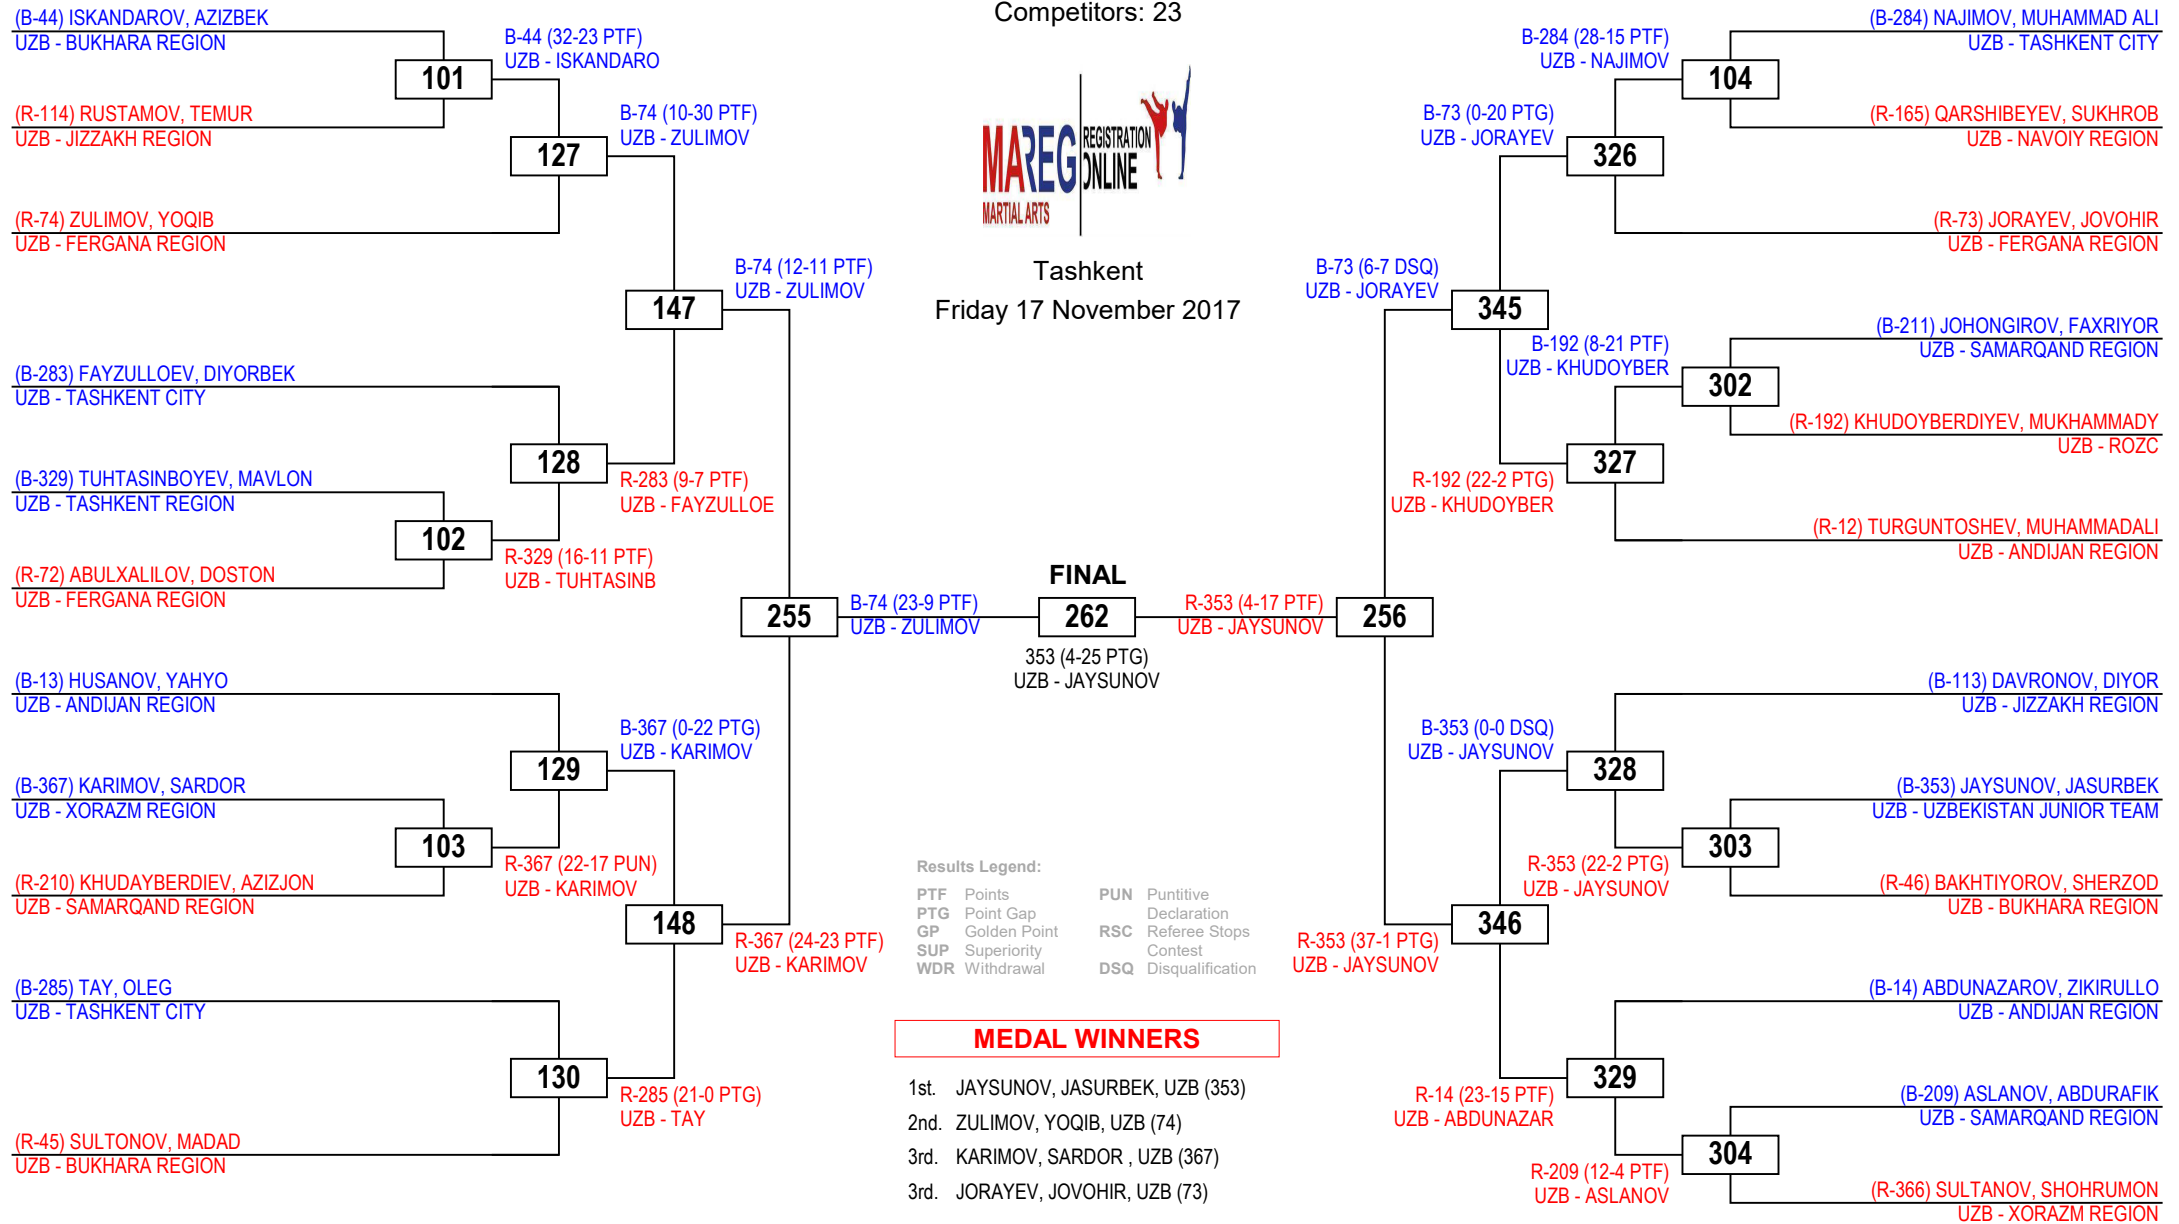 Competitors: 23
(B-44) ISKANDAROV, AZIZBEK
UZB - BUKHARA REGION
B-44 (32-23 PTF)
UZB - ISKANDARO
101
(R-114) RUSTAMOV, TEMUR
UZB - JIZZAKH REGION
B-74 (10-30 PTF)
UZB - ZULIMOV
127
(R-74) ZULIMOV, YOQIB
UZB - FERGANA REGION
B-74 (12-11 PTF)
UZB - ZULIMOV
147
(B-283) FAYZULLOEV, DIYORBEK
UZB - TASHKENT CITY
128
R-283 (9-7 PTF)
UZB - FAYZULLOE
(B-329) TUHTASINBOYEV, MAVLON
UZB - TASHKENT REGION
102
R-329 (16-11 PTF)
UZB - TUHTASINB
(R-72) ABULXALILOV, DOSTON
UZB - FERGANA REGION
255
B-74 (23-9 PTF)
UZB - ZULIMOV
(B-13) HUSANOV, YAHYO
UZB - ANDIJAN REGION
B-367 (0-22 PTG)
UZB - KARIMOV
129
(B-367) KARIMOV, SARDOR
UZB - XORAZM REGION
103
R-367 (22-17 PUN)
UZB - KARIMOV
(R-210) KHUDAYBERDIEV, AZIZJON
UZB - SAMARQAND REGION
148
R-367 (24-23 PTF)
UZB - KARIMOV
(B-285) TAY, OLEG
UZB - TASHKENT CITY
130
R-285 (21-0 PTG)
UZB - TAY
(R-45) SULTONOV, MADAD
UZB - BUKHARA REGION
MAREG
REGISTRATION
ONLINE
MARTIAL ARTS
Tashkent
Friday 17 November 2017
FINAL
262
353 (4-25 PTG)
UZB - JAYSUNOV
Results Legend:
PTF Points
PTG Point Gap
GP Golden Point
SUP Superiority
WDR Withdrawal
PUN Puntitive
Declaration
RSC Referee Stops
Contest
DSQ Disqualification
MEDAL WINNERS
1st. JAYSUNOV, JASURBEK, UZB (353)
2nd. ZULIMOV, YOQIB, UZB (74)
3rd. KARIMOV, SARDOR , UZB (367)
3rd. JORAYEV, JOVOHIR, UZB (73)
(B-284) NAJIMOV, MUHAMMAD ALI
UZB - TASHKENT CITY
B-284 (28-15 PTF)
UZB - NAJIMOV
104
(R-165) QARSHIBEYEV, SUKHROB
UZB - NAVOIY REGION
B-73 (0-20 PTG)
UZB - JORAYEV
326
(R-73) JORAYEV, JOVOHIR
UZB - FERGANA REGION
B-73 (6-7 DSQ)
UZB - JORAYEV
345
(B-211) JOHONGIROV, FAXRIYOR
UZB - SAMARQAND REGION
B-192 (8-21 PTF)
UZB - KHUDOYBER
302
(R-192) KHUDOYBERDIYEV, MUKHAMMADY
UZB - ROZC
327
R-192 (22-2 PTG)
UZB - KHUDOYBER
(R-12) TURGUNTOSHEV, MUHAMMADALI
UZB - ANDIJAN REGION
R-353 (4-17 PTF)
UZB - JAYSUNOV
256
(B-113) DAVRONOV, DIYOR
UZB - JIZZAKH REGION
B-353 (0-0 DSQ)
UZB - JAYSUNOV
328
(B-353) JAYSUNOV, JASURBEK
UZB - UZBEKISTAN JUNIOR TEAM
303
R-353 (22-2 PTG)
UZB - JAYSUNOV
(R-46) BAKHTIYOROV, SHERZOD
UZB - BUKHARA REGION
346
R-353 (37-1 PTG)
UZB - JAYSUNOV
(B-14) ABDUNAZAROV, ZIKIRULLO
UZB - ANDIJAN REGION
329
R-14 (23-15 PTF)
UZB - ABDUNAZAR
(B-209) ASLANOV, ABDURAFIK
UZB - SAMARQAND REGION
304
R-209 (12-4 PTF)
UZB - ASLANOV
(R-366) SULTANOV, SHOHRUMON
UZB - XORAZM REGION